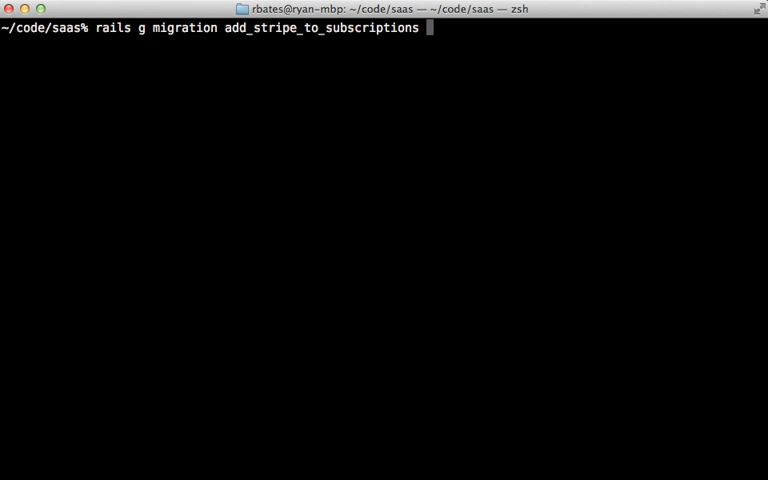 rbates@ryan-mbp: ~/code/saas — ~/code/saas — zsh
~/code/saas% rails g migration add_stripe_to_subscriptions